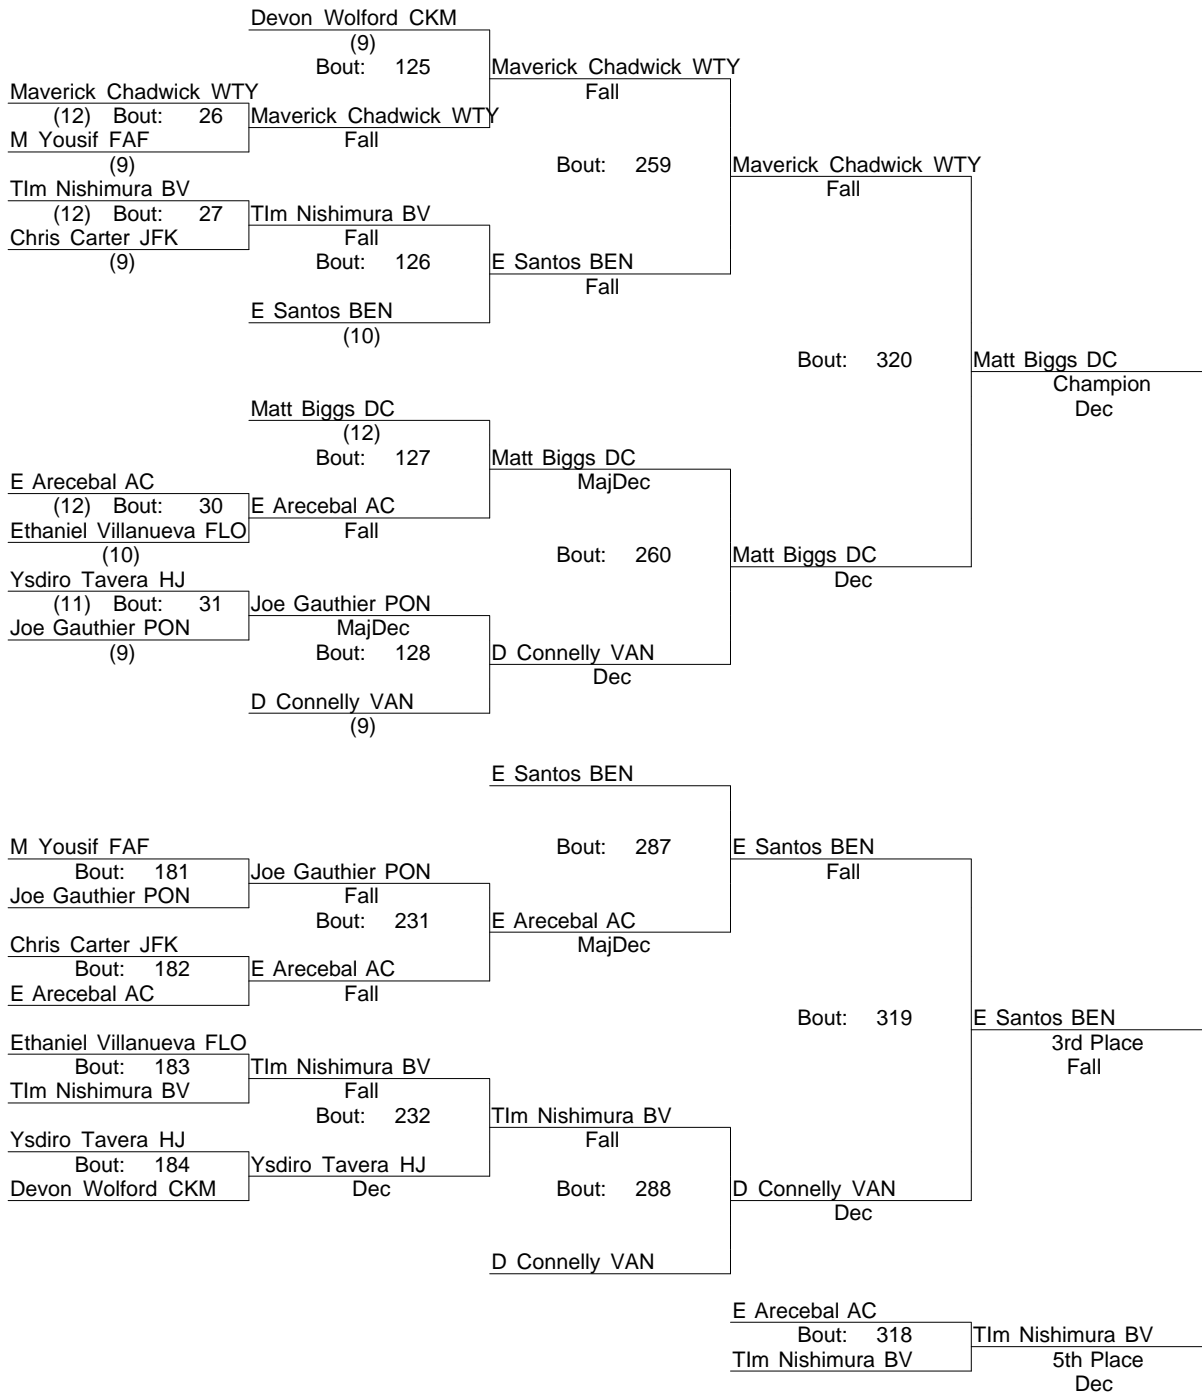 Devon Wolford CKM
(9)
Bout: 125
Maverick Chadwick WTY
Fall
Maverick Chadwick WTY
(12) Bout: 26
Maverick Chadwick WTY
M Yousif FAF
Fall
(9)
Bout: 259
Maverick Chadwick WTY
Fall
TIm Nishimura BV
(12) Bout: 27
TIm Nishimura BV
Chris Carter JFK
Fall
(9)
Bout: 126
E Santos BEN
Fall
E Santos BEN
(10)
Bout: 320
Matt Biggs DC
Champion
Dec
Matt Biggs DC
(12)
Bout: 127
Matt Biggs DC
MajDec
E Arecebal AC
(12) Bout: 30
E Arecebal AC
Ethaniel Villanueva FLO
Fall
(10)
Bout: 260
Matt Biggs DC
Dec
Ysdiro Tavera HJ
(11) Bout: 31
Joe Gauthier PON
Joe Gauthier PON
MajDec
(9)
Bout: 128
D Connelly VAN
Dec
D Connelly VAN
(9)
E Santos BEN
M Yousif FAF
Bout: 287
E Santos BEN
Fall
Bout: 181
Joe Gauthier PON
Joe Gauthier PON
Fall
Bout: 231
E Arecebal AC
MajDec
Chris Carter JFK
Bout: 182
E Arecebal AC
E Arecebal AC
Fall
Bout: 319
E Santos BEN
3rd Place
Fall
Ethaniel Villanueva FLO
Bout: 183
TIm Nishimura BV
TIm Nishimura BV
Fall
Bout: 232
TIm Nishimura BV
Fall
Ysdiro Tavera HJ
Bout: 184
Ysdiro Tavera HJ
Devon Wolford CKM
Dec
Bout: 288
D Connelly VAN
Dec
D Connelly VAN
E Arecebal AC
Bout: 318
TIm Nishimura BV
TIm Nishimura BV
5th Place
Dec